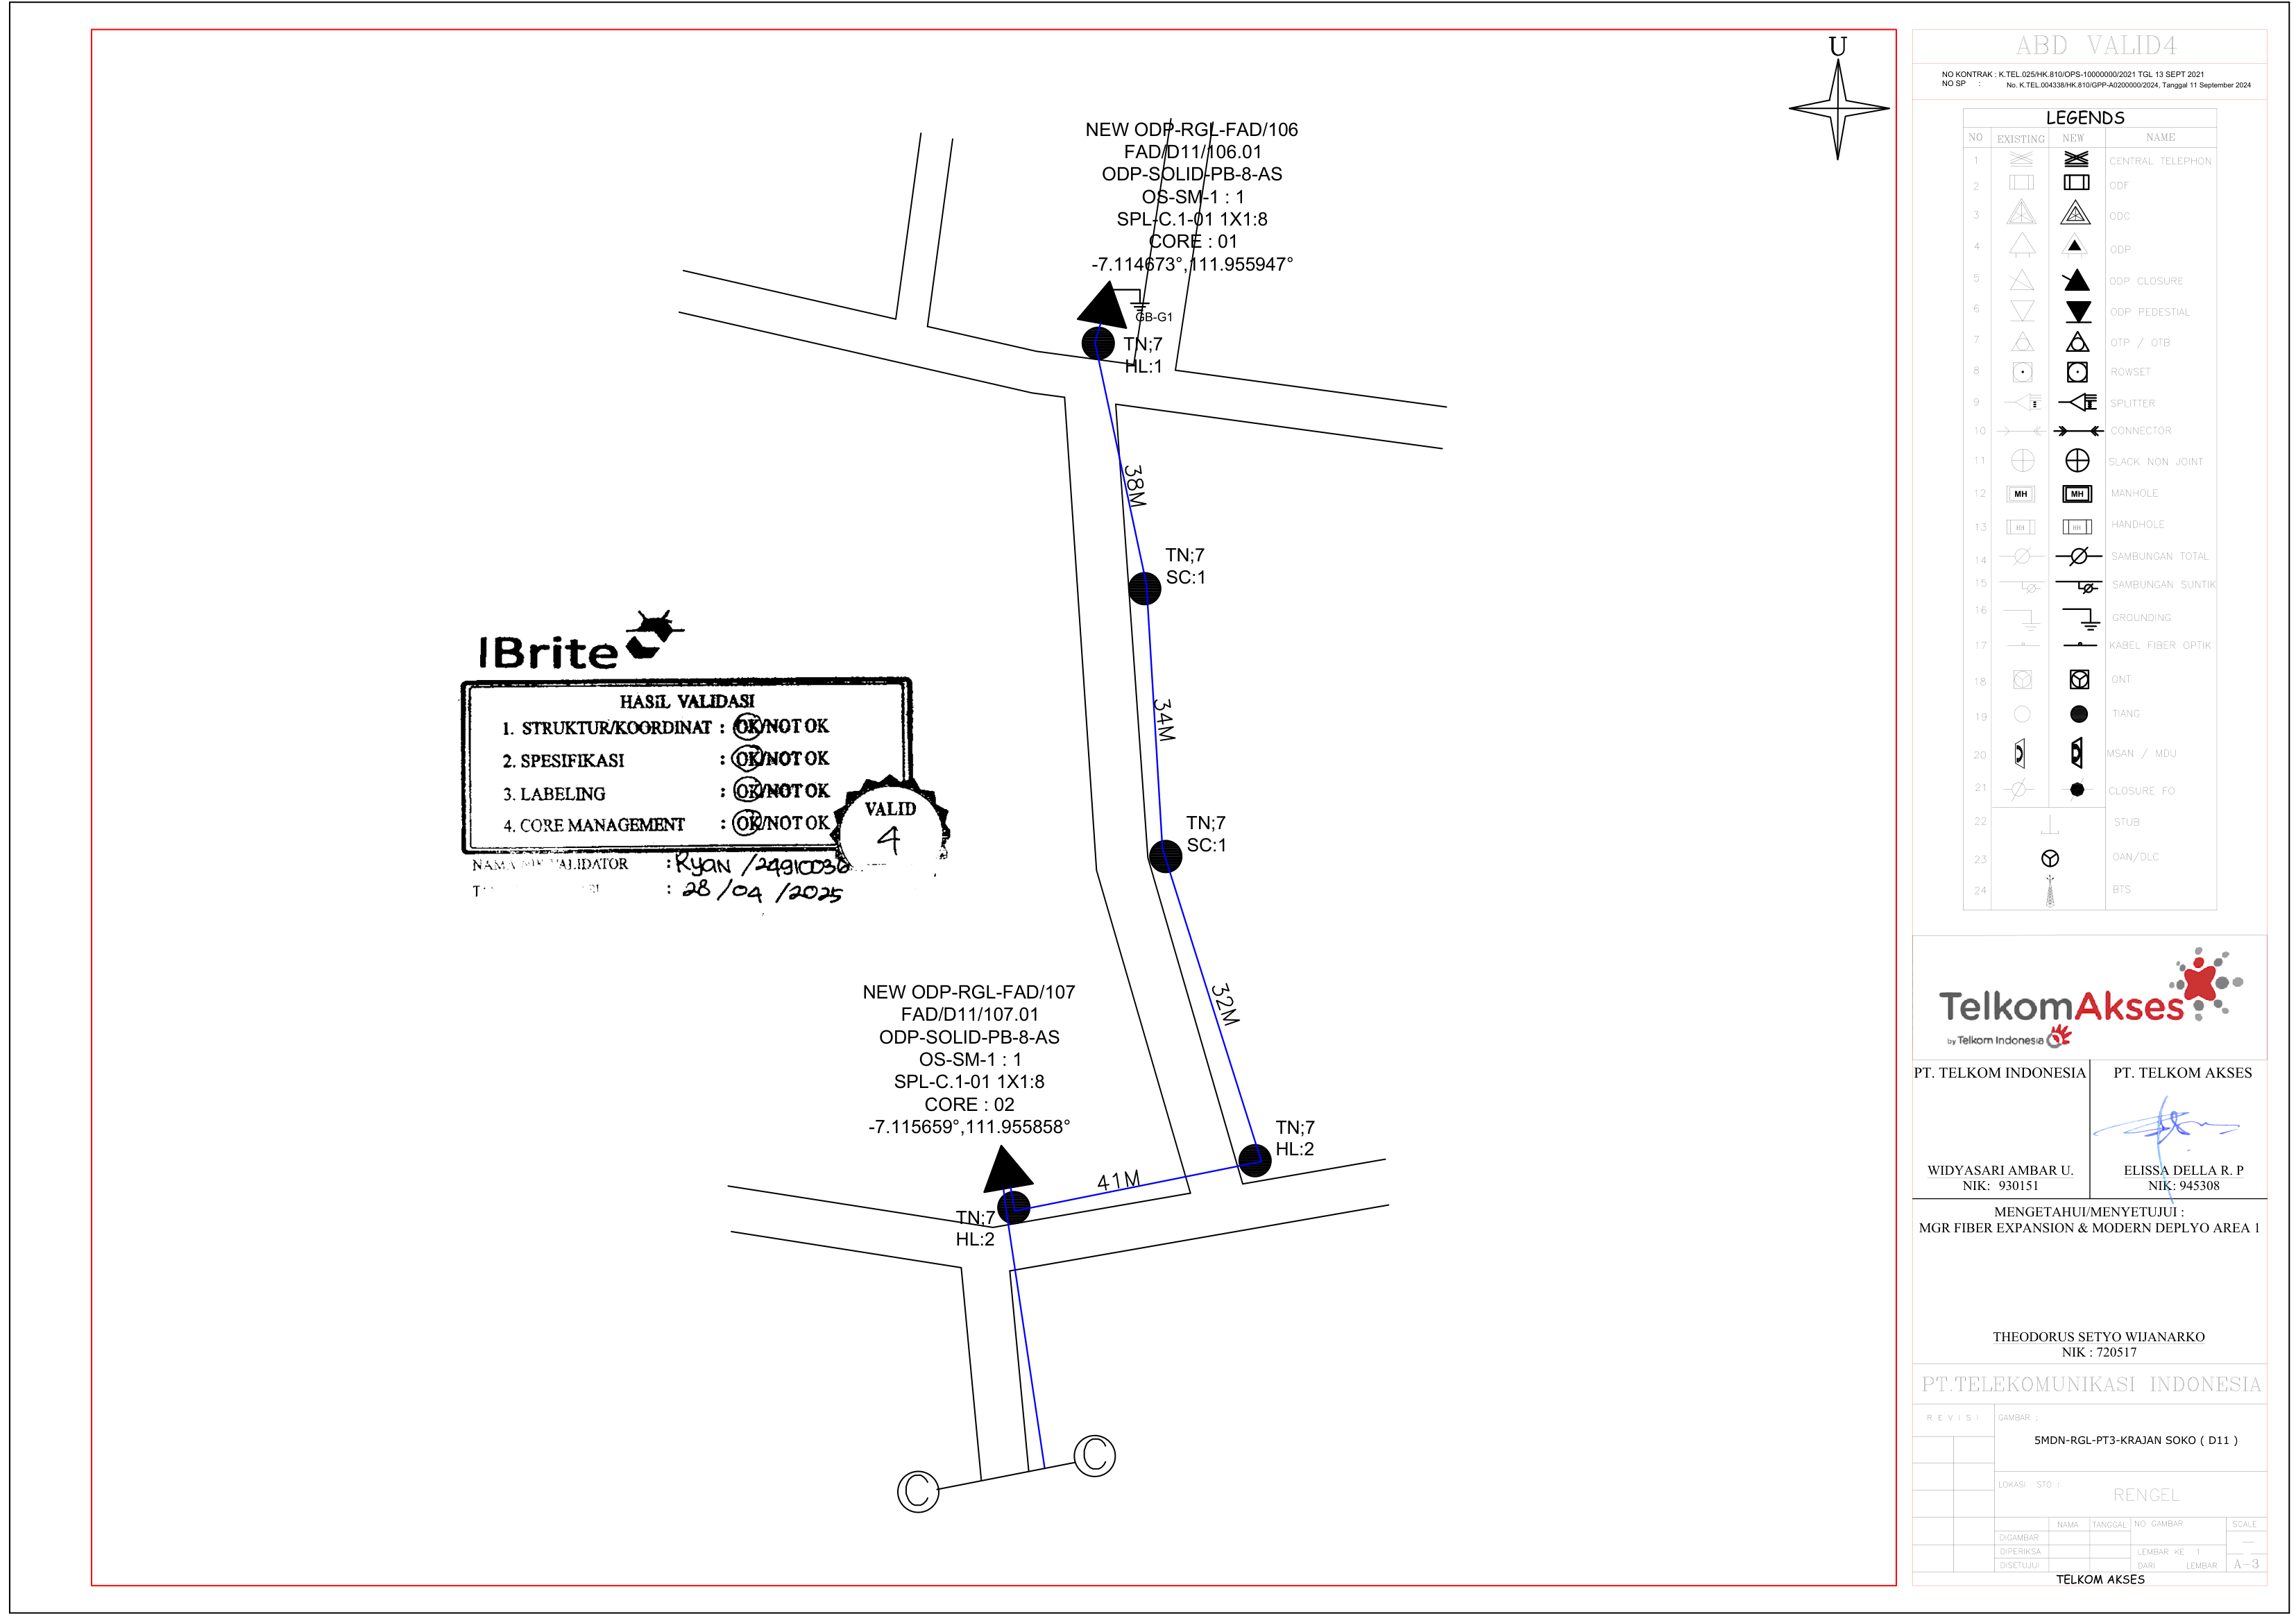 U
NEW ODP-RGL-FAD/106
FAD/D11/106.01
ODP-SOLID-PB-8-AS
OS-SM-1 : 1
SPL-C.1-01 1X1:8
CORE : 01
-7.114673°,111.955947°
GB-G1
TN;7
HL:1
38M
TN;7
SC:1
34M
TN;7
SC:1
32M
TN;7
HL:2
41M
NEW ODP-RGL-FAD/107
FAD/D11/107.01
ODP-SOLID-PB-8-AS
OS-SM-1 : 1
SPL-C.1-01 1X1:8
CORE : 02
-7.115659°,111.955858°
TN;7
HL:2
C
C
IBrite
HASIL VALIDASI
1. STRUKTUR/KOORDINAT : OK/NOT OK
2. SPESIFIKASI : OK/NOT OK
3. LABELING : OK/NOT OK
4. CORE MANAGEMENT : OK/NOT OK
VALID
4
NAMA VALIDATOR : Ryan / 24910036
: 28 / 04 / 2025
ABD VALID4
NO KONTRAK : K.TEL.025/HK.810/OPS-10000000/2021 TGL 13 SEPT 2021
NO SP : No. K.TEL.004338/HK.810/GPP-A0200000/2024, Tanggal 11 September 2024
LEGENDS
NO EXISTING NEW NAME
1 CENTRAL TELEPHON
2 ODF
3 ODC
4 ODP
5 ODP CLOSURE
6 ODP PEDESTIAL
7 OTP / OTB
8 ROWSET
9 SPLITTER
10 CONNECTOR
11 SLACK NON JOINT
12 MH MH MANHOLE
13 HH HH HANDHOLE
14 SAMBUNGAN TOTAL
15 SAMBUNGAN SUNTIK
16 GROUNDING
17 KABEL FIBER OPTIK
18 ONT
19 TIANG
20 MSAN / MDU
21 CLOSURE FO
22 STUB
23 OAN/OLC
24 BTS
TelkomAkses
by Telkom Indonesia
PT. TELKOM INDONESIA PT. TELKOM AKSES
WIDYASARI AMBAR U. ELISSA DELLA R. P
NIK: 930151 NIK: 945308
MENGETAHUI/MENYETUJUI :
MGR FIBER EXPANSION & MODERN DEPLYO AREA 1
THEODORUS SETYO WIJANARKO
NIK : 720517
PT.TELEKOMUNIKASI INDONESIA
REVISI GAMBAR :
5MDN-RGL-PT3-KRAJAN SOKO ( D11 )
LOKASI STO :
RENGEL
NAMA TANGGAL NO GAMBAR SCALE
DIGAMBAR
DIPERIKSA LEMBAR KE 1
DISETUJUI DARI LEMBAR A-3
TELKOM AKSES